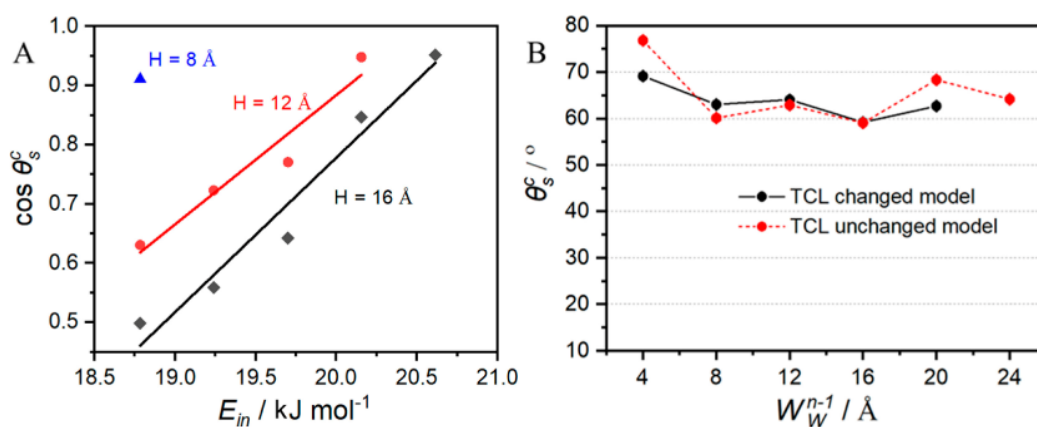 A
cos θ_s^c
1.0
0.9
0.8
0.7
0.6
0.5
H = 8 Å
H = 12 Å
H = 16 Å
18.5 19.0 19.5 20.0 20.5 21.0
E_in / kJ mol⁻¹
B
θ_s^c / °
80
70
60
50
40
30
20
10
TCL changed model
TCL unchanged model
4 8 12 16 20 24
W_W^n-1 / Å